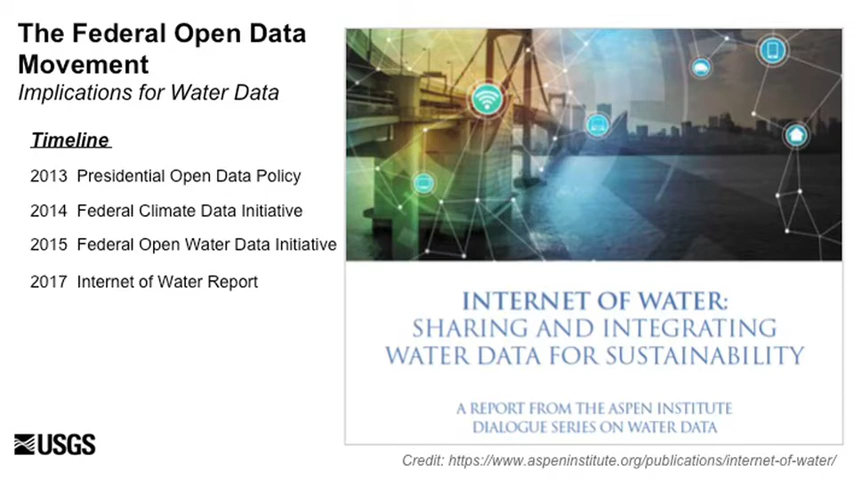 The Federal Open Data
Movement
Implications for Water Data
Timeline
2013 Presidential Open Data Policy
2014 Federal Climate Data Initiative
2015 Federal Open Water Data Initiative
2017 Internet of Water Report
INTERNET OF WATER:
SHARING AND INTEGRATING
WATER DATA FOR SUSTAINABILITY
A REPORT FROM THE ASPEN INSTITUTE
DIALOGUE SERIES ON WATER DATA
USGS
Credit: https://www.aspeninstitute.org/publications/internet-of-water/